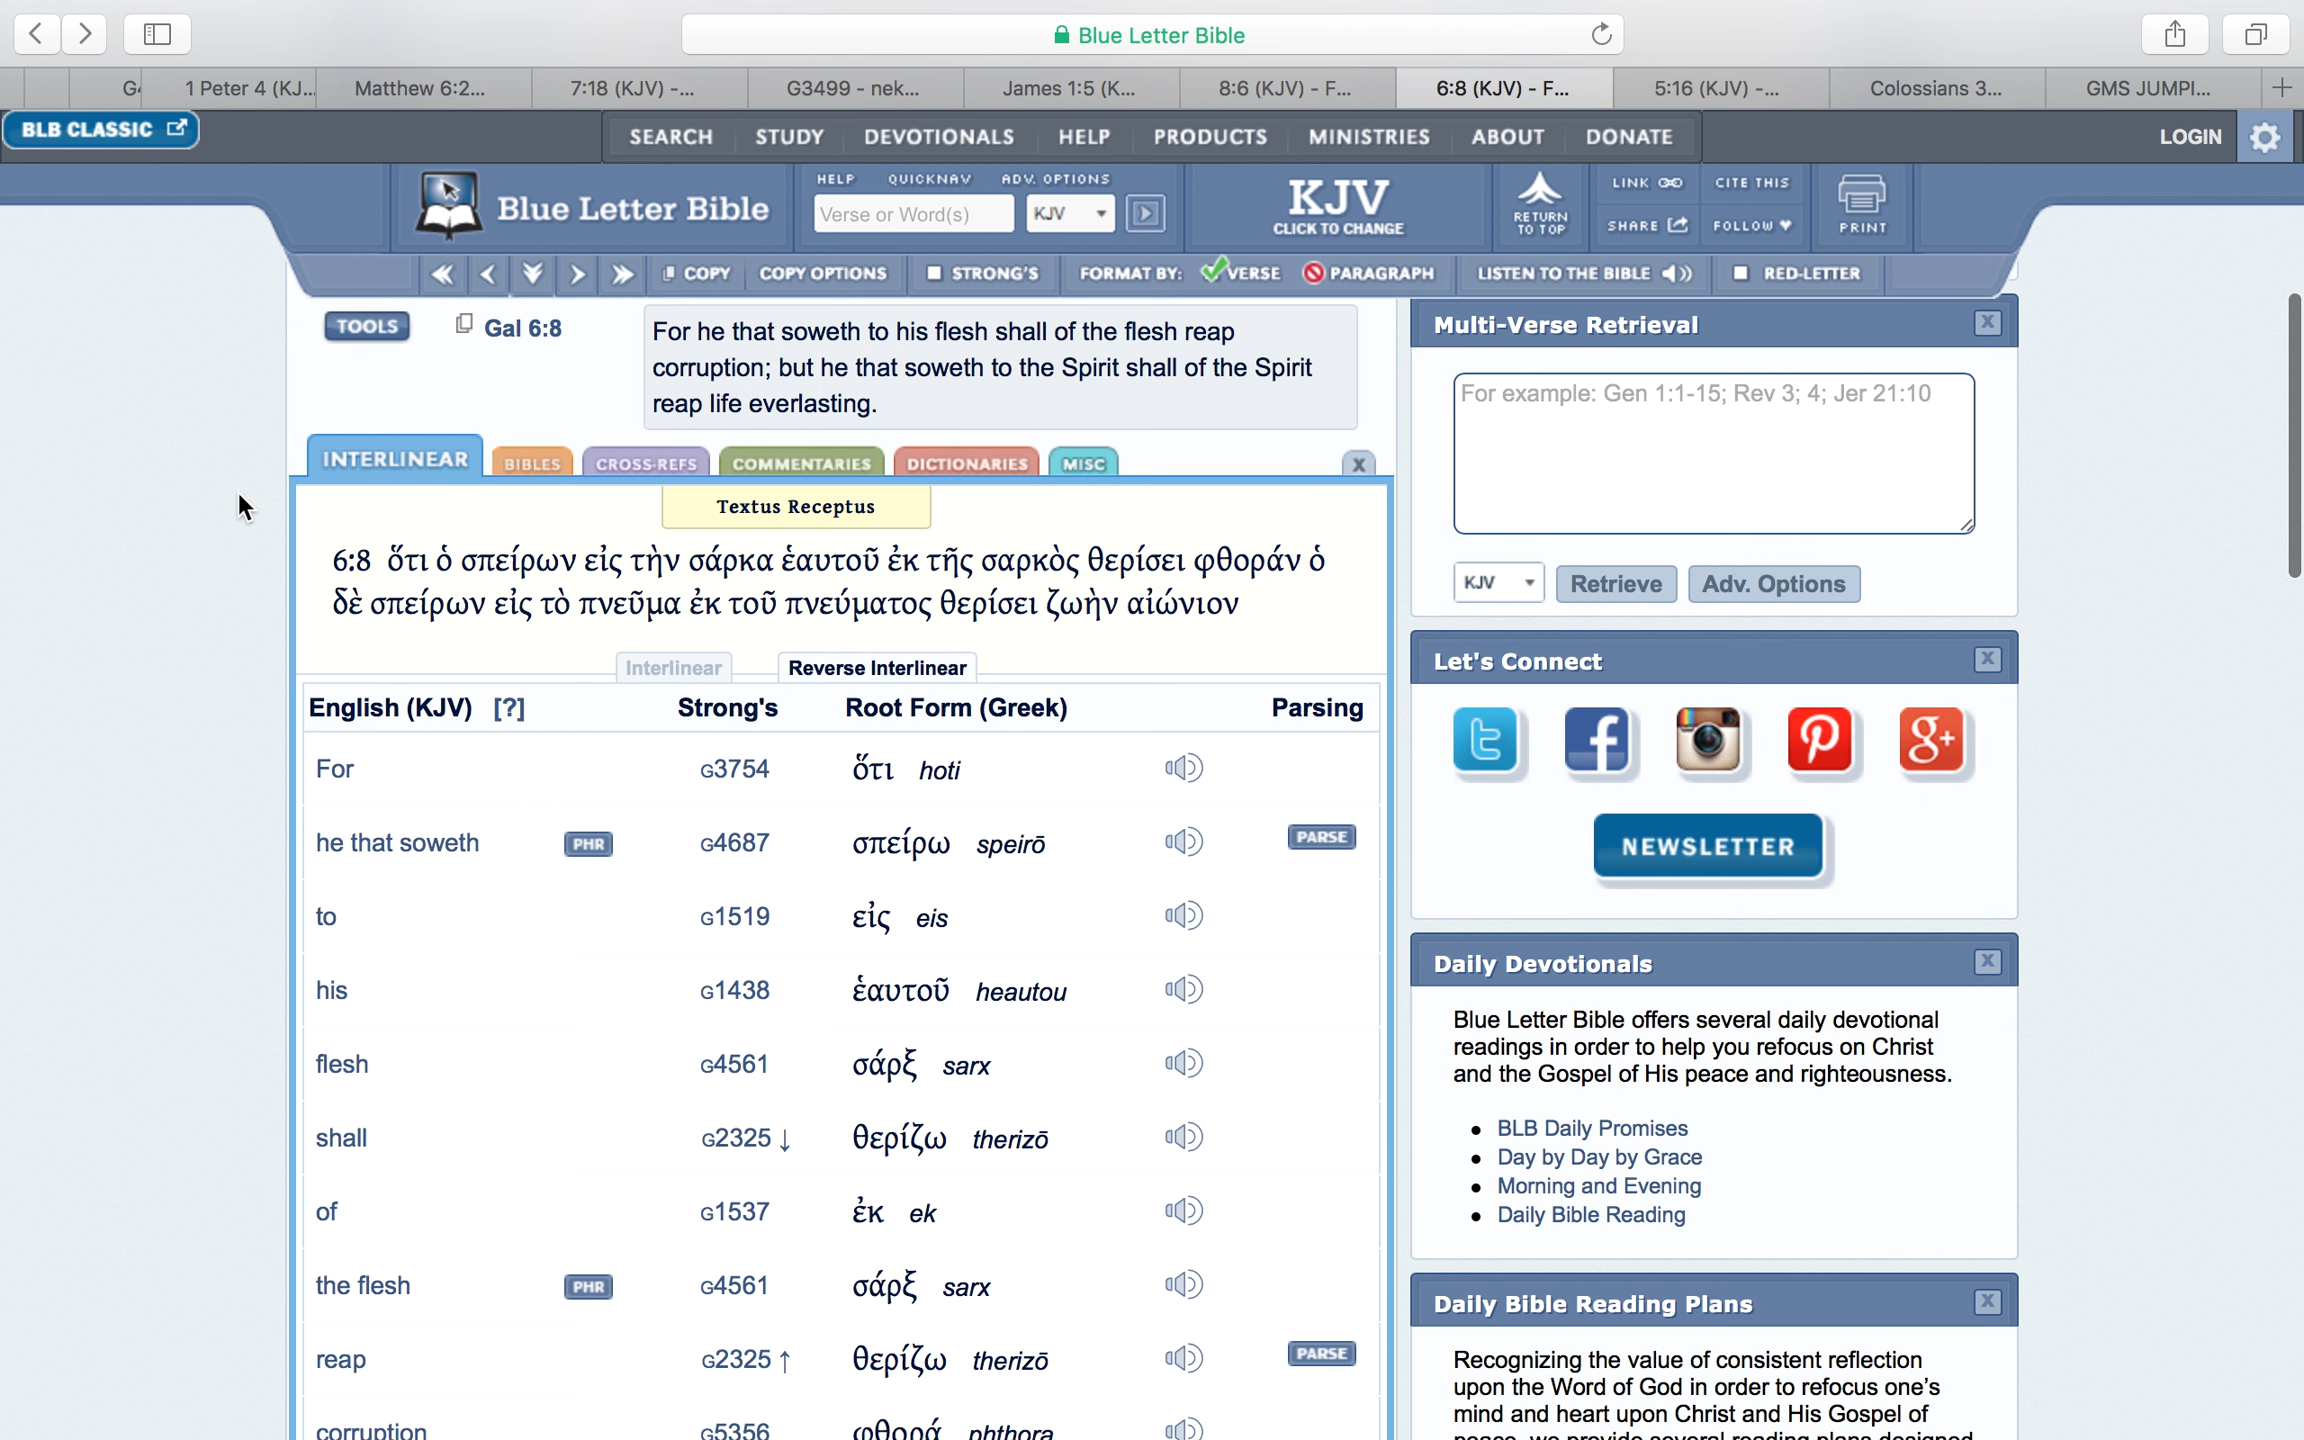 Blue Letter Bible
G4
1 Peter 4 (KJ...
Matthew 6:2...
7:18 (KJV) -...
G3499 - nek...
James 1:5 (K...
8:6 (KJV) - F...
6:8 (KJV) - F...
5:16 (KJV) -...
Colossians 3...
GMS JUMPI...
BLB CLASSIC
SEARCH STUDY DEVOTIONALS HELP PRODUCTS MINISTRIES ABOUT DONATE
LOGIN
Blue Letter Bible
HELP QUICKNAV ADV. OPTIONS
Verse or Word(s)
KJV
KJV
CLICK TO CHANGE
RETURN
TO TOP
LINK CITE THIS
SHARE FOLLOW
PRINT
COPY COPY OPTIONS STRONG'S FORMAT BY: VERSE PARAGRAPH LISTEN TO THE BIBLE RED-LETTER
TOOLS
Gal 6:8
For he that soweth to his flesh shall of the flesh reap
corruption; but he that soweth to the Spirit shall of the Spirit
reap life everlasting.
INTERLINEAR BIBLES CROSS-REFS COMMENTARIES DICTIONARIES MISC X
Textus Receptus
6:8 ὅτι ὁ σπείρων εἰς τὴν σάρκα ἑαυτοῦ ἐκ τῆς σαρκὸς θερίσει φθοράν ὁ
δὲ σπείρων εἰς τὸ πνεῦμα ἐκ τοῦ πνεύματος θερίσει ζωὴν αἰώνιον
Interlinear Reverse Interlinear
English (KJV) [?] Strong's Root Form (Greek) Parsing
For G3754 ὅτι hoti
he that soweth PHR G4687 σπείρω speirō PARSE
to G1519 εἰς eis
his G1438 ἑαυτοῦ heautou
flesh G4561 σάρξ sarx
shall G2325 ↓ θερίζω therizō
of G1537 ἐκ ek
the flesh PHR G4561 σάρξ sarx
reap G2325 ↑ θερίζω therizō PARSE
corruption G5356 φθορά phthora
Multi-Verse Retrieval X
For example: Gen 1:1-15; Rev 3; 4; Jer 21:10
KJV Retrieve Adv. Options
Let's Connect X
NEWSLETTER
Daily Devotionals X
Blue Letter Bible offers several daily devotional
readings in order to help you refocus on Christ
and the Gospel of His peace and righteousness.
• BLB Daily Promises
• Day by Day by Grace
• Morning and Evening
• Daily Bible Reading
Daily Bible Reading Plans X
Recognizing the value of consistent reflection
upon the Word of God in order to refocus one's
mind and heart upon Christ and His Gospel of
peace, we provide several reading plans designed